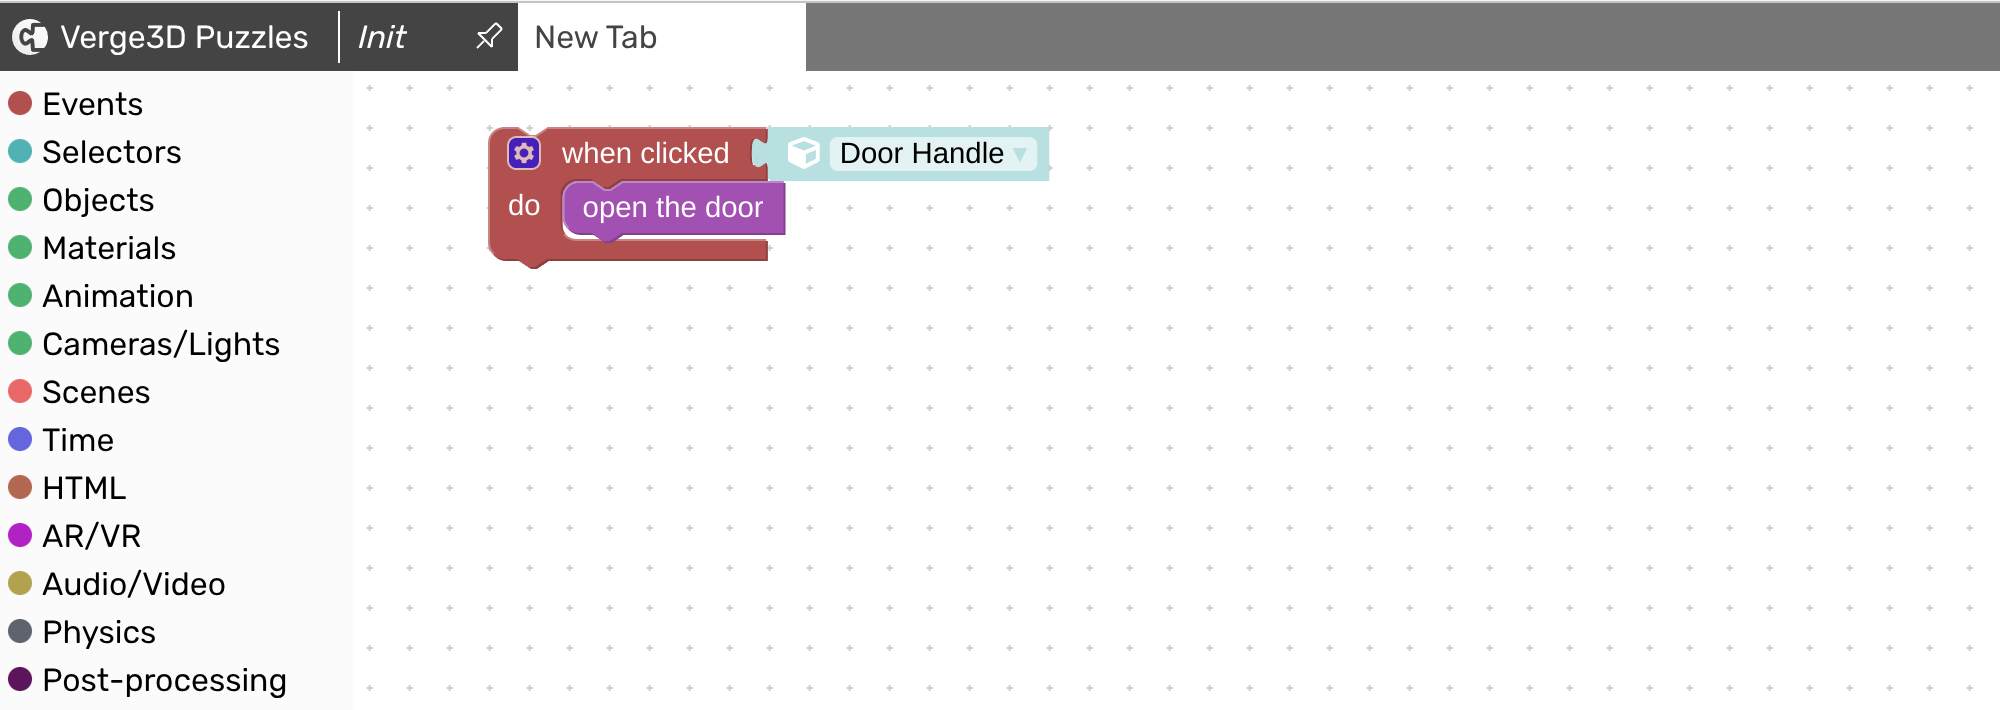 Verge3D Puzzles
Init
New Tab
Events
Selectors
Objects
Materials
Animation
Cameras/Lights
Scenes
Time
HTML
AR/VR
Audio/Video
Physics
Post-processing
when clicked Door Handle
do open the door